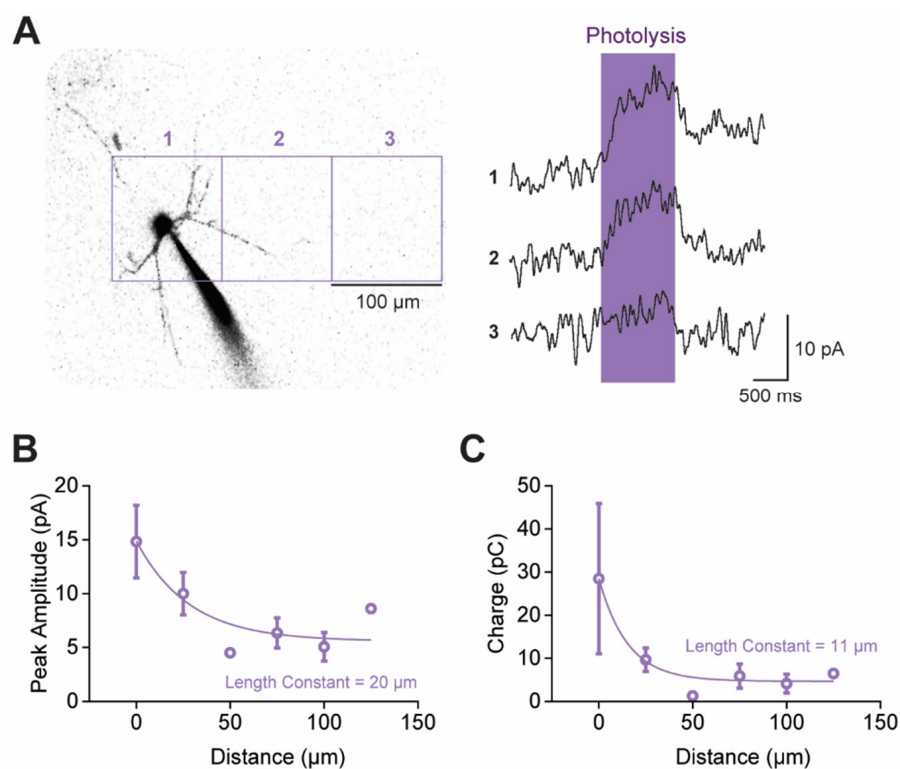 A
Photolysis
1 2 3
100 µm
1
2
3
10 pA
500 ms
B
Peak Amplitude (pA)
20
15
10
5
0
0 50 100 150
Distance (µm)
Length Constant = 20 µm
C
Charge (pC)
50
40
30
20
10
0
0 50 100 150
Distance (µm)
Length Constant = 11 µm